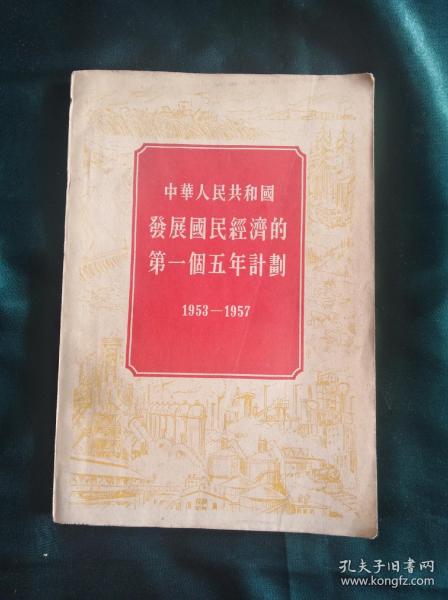 中華人民共和國
發展國民經濟的
第一個五年計劃
1953—1957
孔夫子旧书网
www.kongfz.com